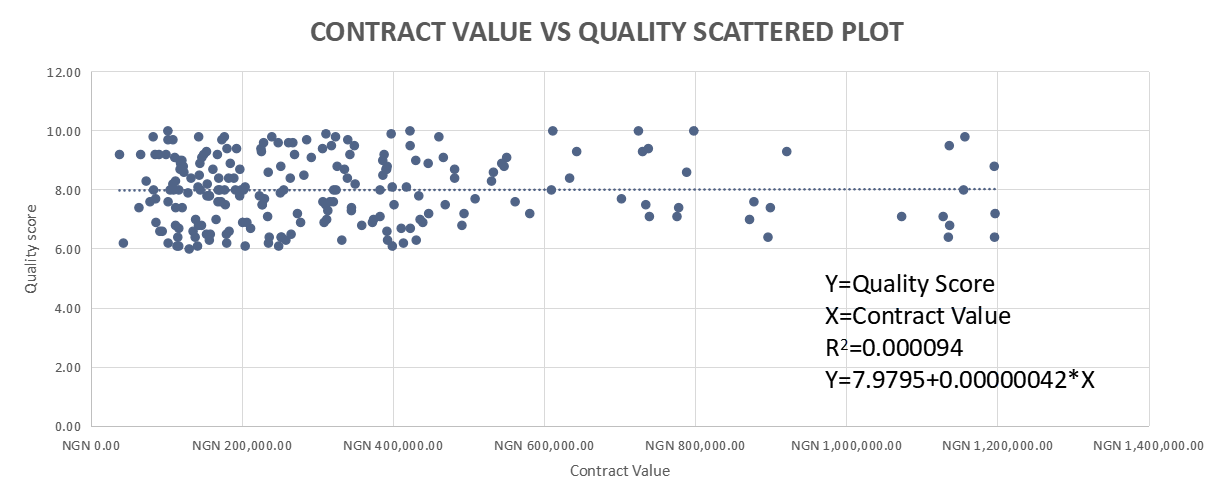 CONTRACT VALUE VS QUALITY SCATTERED PLOT
12.00
10.00
8.00
6.00
4.00
2.00
0.00
Quality score
Y=Quality Score
X=Contract Value
R²=0.000094
Y=7.9795+0.00000042*X
NGN 0.00 NGN 200,000.00 NGN 400,000.00 NGN 600,000.00 NGN 800,000.00 NGN 1,000,000.00 NGN 1,200,000.00 NGN 1,400,000.00
Contract Value